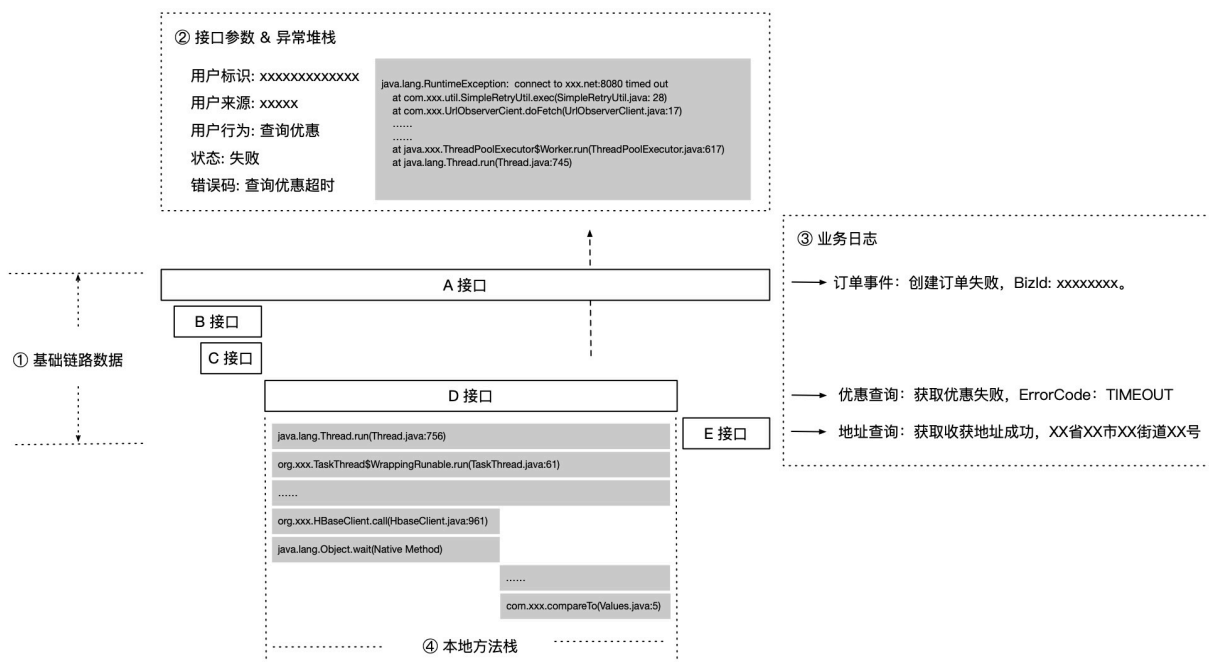 ② 接口参数 & 异常堆栈
用户标识: xxxxxxxxxxxxx
用户来源: xxxxx
用户行为: 查询优惠
状态: 失败
错误码: 查询优惠超时
java.lang.RuntimeException: connect to xxx.net:8080 timed out
at com.xxx.util.SimpleRetryUtil.exec(SimpleRetryUtil.java: 28)
at com.xxx.UrlObserverCient.doFetch(UrlObserverClient.java:17)
......
......
at java.xxx.ThreadPoolExecutor$Worker.run(ThreadPoolExecutor.java:617)
at java.lang.Thread.run(Thread.java:745)
③ 业务日志
订单事件：创建订单失败，BizId: xxxxxxxx。
优惠查询：获取优惠失败，ErrorCode：TIMEOUT
地址查询：获取收获地址成功，XX省XX市XX街道XX号
① 基础链路数据
A 接口
B 接口
C 接口
D 接口
E 接口
java.lang.Thread.run(Thread.java:756)
org.xxx.TaskThread$WrappingRunable.run(TaskThread.java:61)
......
org.xxx.HBaseClient.call(HbaseClient.java:961)
java.lang.Object.wait(Native Method)
......
com.xxx.compareTo(Values.java:5)
④ 本地方法栈